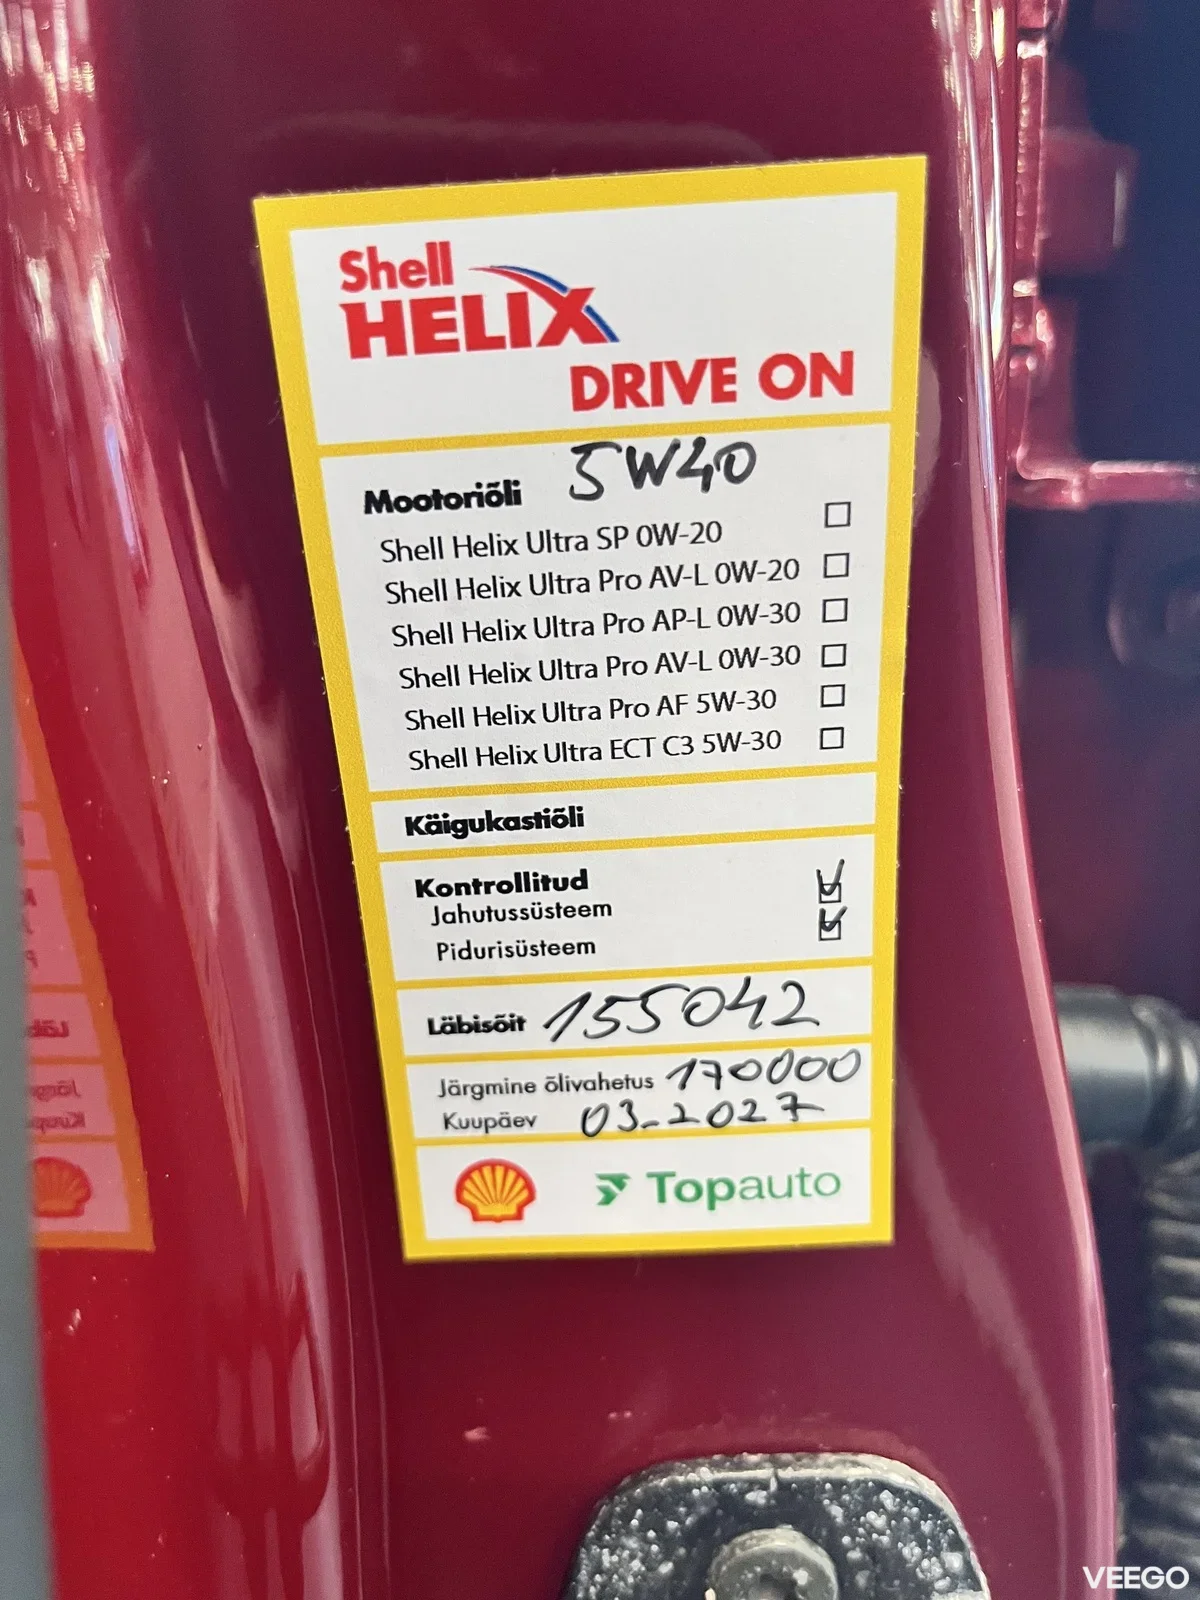 Shell
HELIX
DRIVE ON
Mootoriõli 5W40
Shell Helix Ultra SP 0W-20
Shell Helix Ultra Pro AV-L 0W-20
Shell Helix Ultra Pro AP-L 0W-30
Shell Helix Ultra Pro AV-L 0W-30
Shell Helix Ultra Pro AF 5W-30
Shell Helix Ultra ECT C3 5W-30
Käigukastiõli
Kontrollitud
Jahutussüsteem
Pidurisüsteem
Läbisõit 155042
Järgmine õlivahetus 170000
Kuupäev 03-2027
Topauto
VEEGO